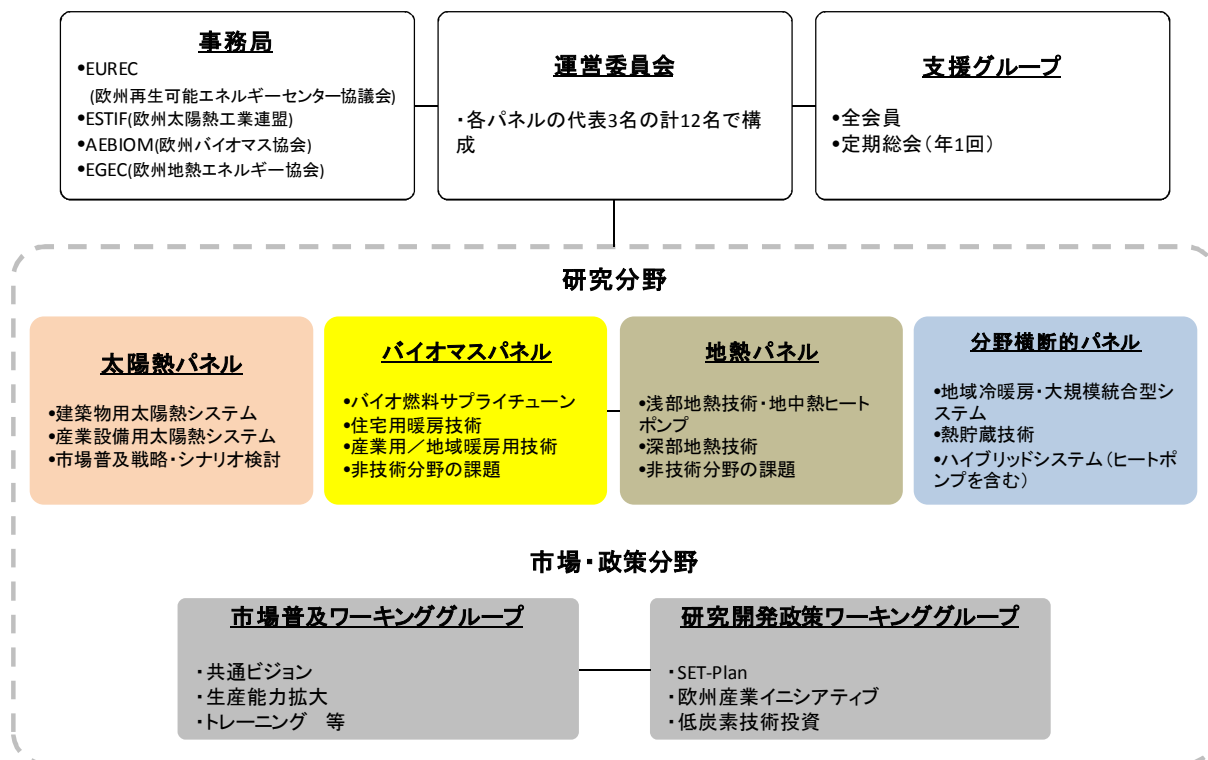 事務局
•EUREC
(欧州再生可能エネルギーセンター協議会)
•ESTIF(欧州太陽熱工業連盟)
•AEBIOM(欧州バイオマス協会)
•EGEC(欧州地熱エネルギー協会)
運営委員会
・各パネルの代表3名の計12名で構
成
支援グループ
•全会員
•定期総会（年1回）
研究分野
太陽熱パネル
•建築物用太陽熱システム
•産業設備用太陽熱システム
•市場普及戦略・シナリオ検討
バイオマスパネル
•バイオ燃料サプライチューン
•住宅用暖房技術
•産業用／地域暖房用技術
•非技術分野の課題
地熱パネル
•浅部地熱技術・地中熱ヒート
ポンプ
•深部地熱技術
•非技術分野の課題
分野横断的パネル
•地域冷暖房・大規模統合型シ
ステム
•熱貯蔵技術
•ハイブリッドシステム（ヒートポ
ンプを含む）
市場・政策分野
市場普及ワーキンググループ
・共通ビジョン
・生産能力拡大
・トレーニング　等
研究開発政策ワーキンググループ
・SET-Plan
・欧州産業イニシアティブ
・低炭素技術投資